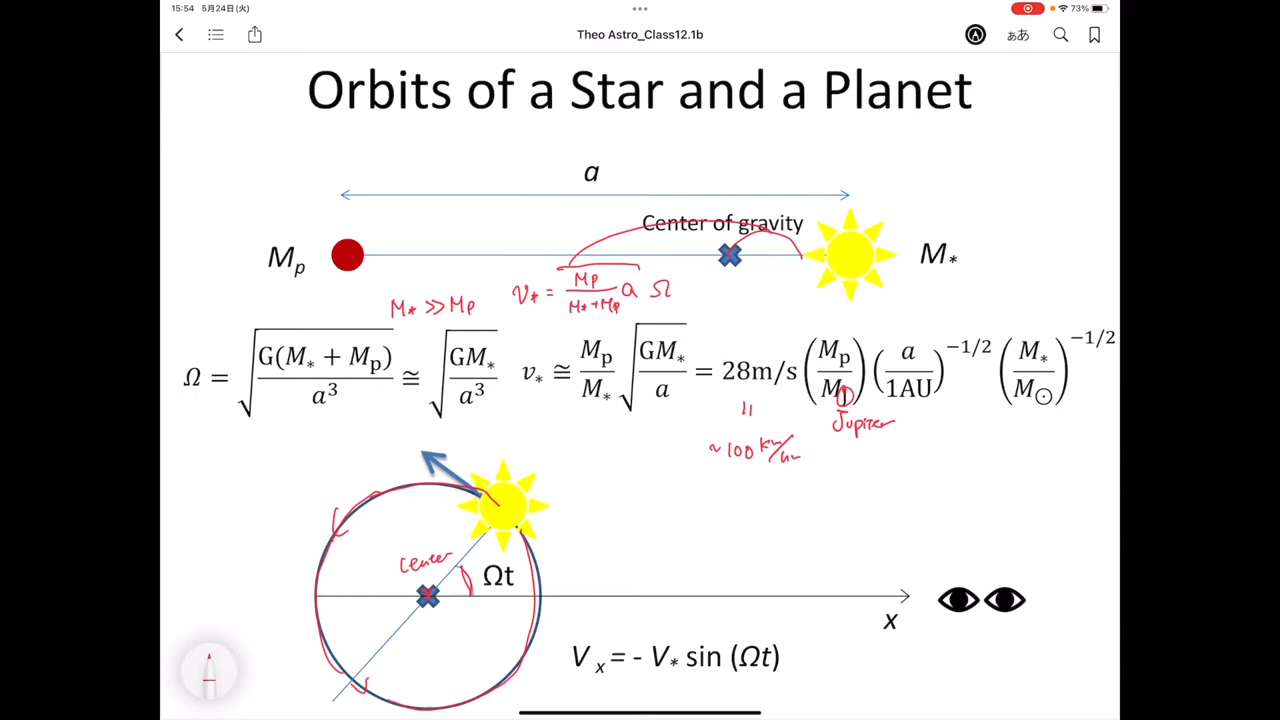 15:54 5月24日(火)
73%
Theo Astro_Class12.1b
ぁあ
Orbits of a Star and a Planet
a
Center of gravity
Mp
M*
M* ≫ Mp
v* = Mp/(M*+Mp) a Ω
Ω = √(G(M* + Mp)/a³) ≅ √(GM*/a³) v* ≅ Mp/M* √(GM*/a) = 28m/s (Mp/MJ) (a/1AU)^−1/2 (M*/M⊙)^−1/2
Jupiter
~100 km/hr
center
Ωt
x
Vx = - V* sin (Ωt)